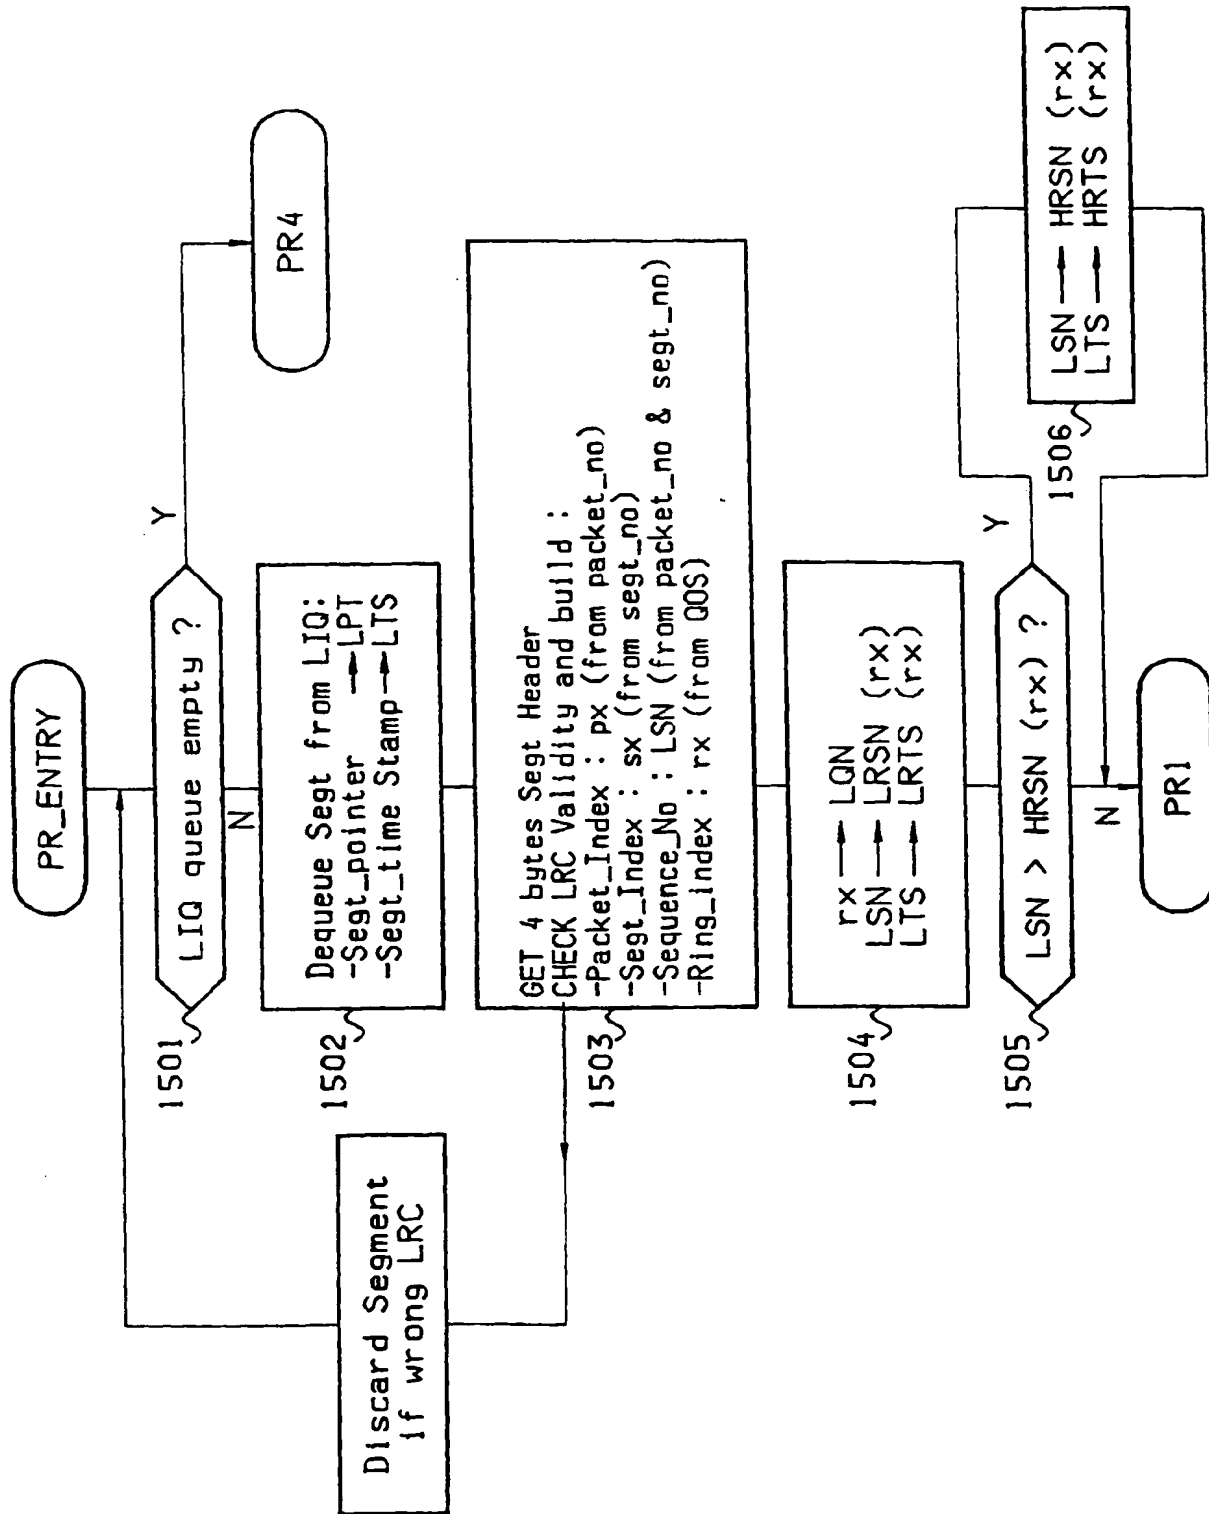 PR_ENTRY
LIQ queue empty ?
Y
PR4
N
1501
Dequeue Segt from LIQ:
-Segt_pointer → LPT
-Segt_time Stamp → LTS
1502
GET 4 bytes Segt Header
CHECK LRC Validity and build :
-Packet_Index : px (from packet_no)
-Segt_Index : sx (from segt_no)
-Sequence_No : LSN (from packet_no & segt_no)
-Ring_index : rx (from QOS)
1503
Discard Segment
if wrong LRC
rx → LQN
LSN → LRSN (rx)
LTS → LRTS (rx)
1504
LSN > HRSN (rx) ?
1505
Y
LSN → HRSN (rx)
LTS → HRTS (rx)
1506
N
PR1